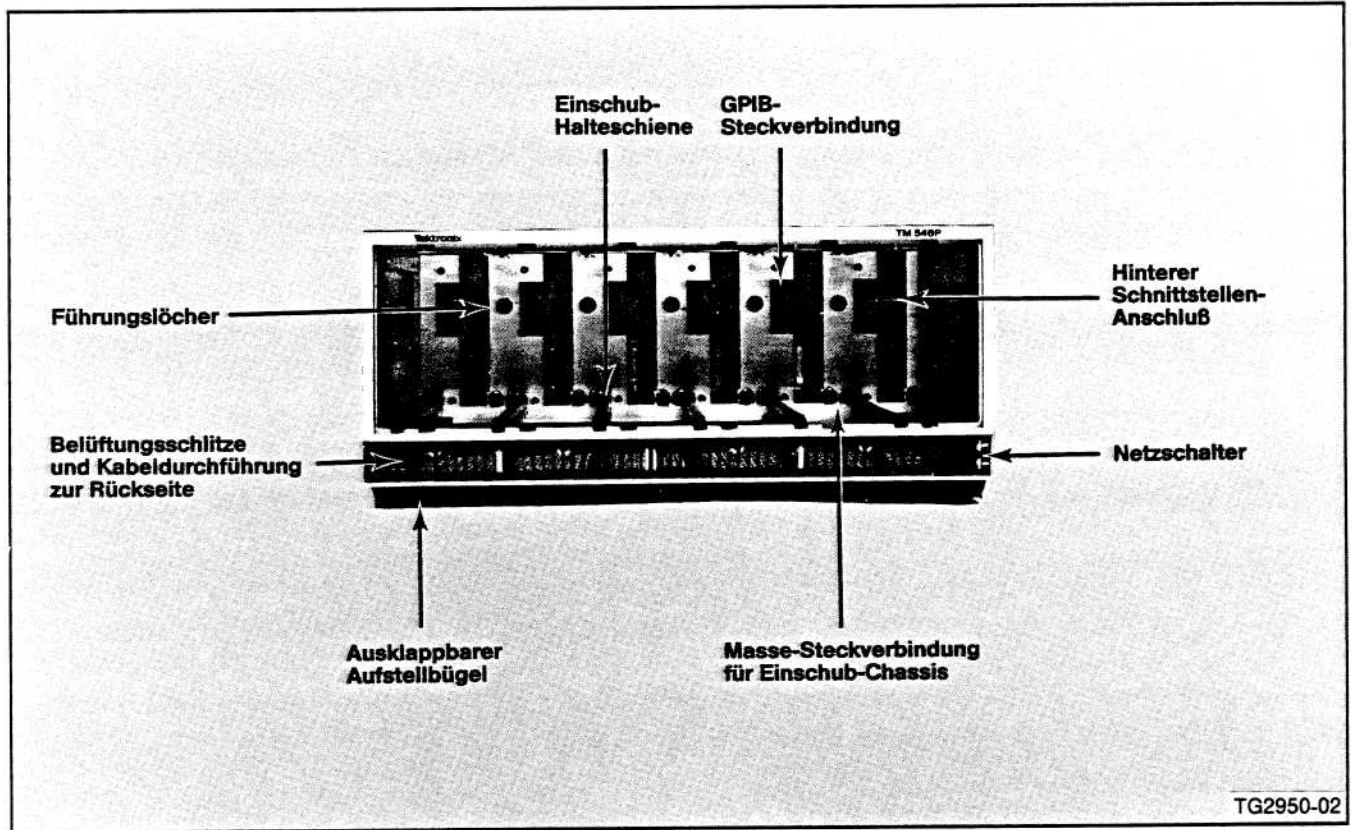 Einschub-
Halteschiene
GPIB-
Steckverbindung
Tektronix
TM 546P
Führungslöcher
Hinterer
Schnittstellen-
Anschluß
Belüftungsschlitze
und Kabeldurchführung
zur Rückseite
Netzschalter
Ausklappbarer
Aufstellbügel
Masse-Steckverbindung
für Einschub-Chassis
TG2950-02